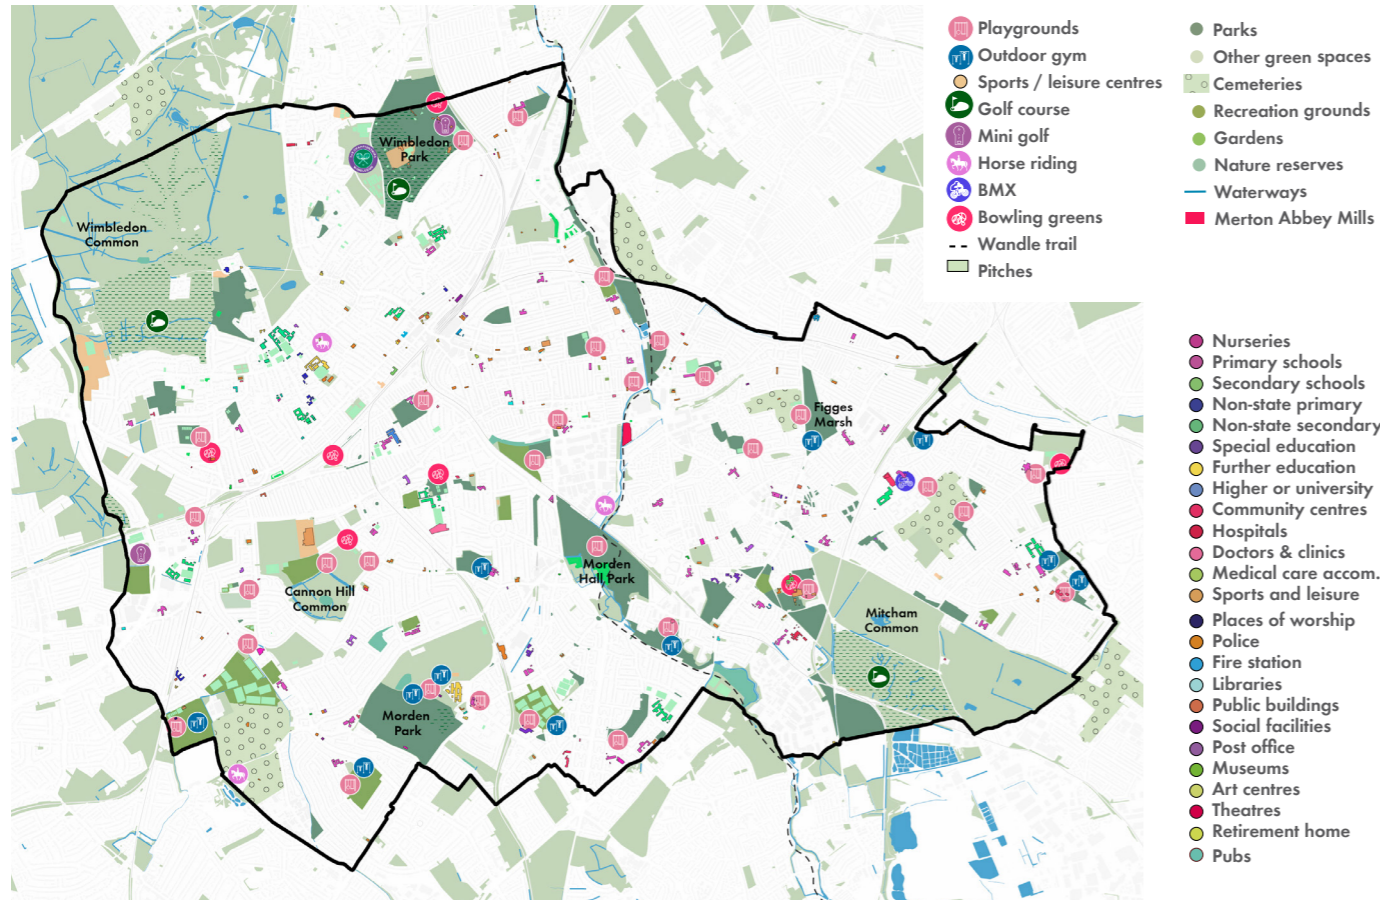 Playgrounds
Outdoor gym
Sports / leisure centres
Golf course
Mini golf
Horse riding
BMX
Bowling greens
Wandle trail
Pitches
Parks
Other green spaces
Cemeteries
Recreation grounds
Gardens
Nature reserves
Waterways
Merton Abbey Mills
Wimbledon
Park
Wimbledon
Common
Figges
Marsh
Morden
Hall Park
Cannon Hill
Common
Mitcham
Common
Morden
Park
Nurseries
Primary schools
Secondary schools
Non-state primary
Non-state secondary
Special education
Further education
Higher or university
Community centres
Hospitals
Doctors & clinics
Medical care accom.
Sports and leisure
Places of worship
Police
Fire station
Libraries
Public buildings
Social facilities
Post office
Museums
Art centres
Theatres
Retirement home
Pubs